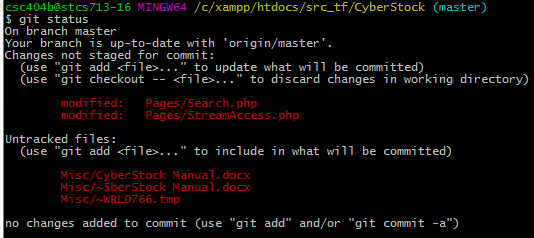 csc404b@stcs713-16 MINGW64 /c/xampp/htdocs/src_tf/CyberStock (master)
$ git status
On branch master
Your branch is up-to-date with 'origin/master'.
Changes not staged for commit:
  (use "git add <file>..." to update what will be committed)
  (use "git checkout -- <file>..." to discard changes in working directory)

        modified:   Pages/Search.php
        modified:   Pages/StreamAccess.php

Untracked files:
  (use "git add <file>..." to include in what will be committed)

        Misc/CyberStock Manual.docx
        Misc/~$berStock Manual.docx
        Misc/~WRL0766.tmp

no changes added to commit (use "git add" and/or "git commit -a")